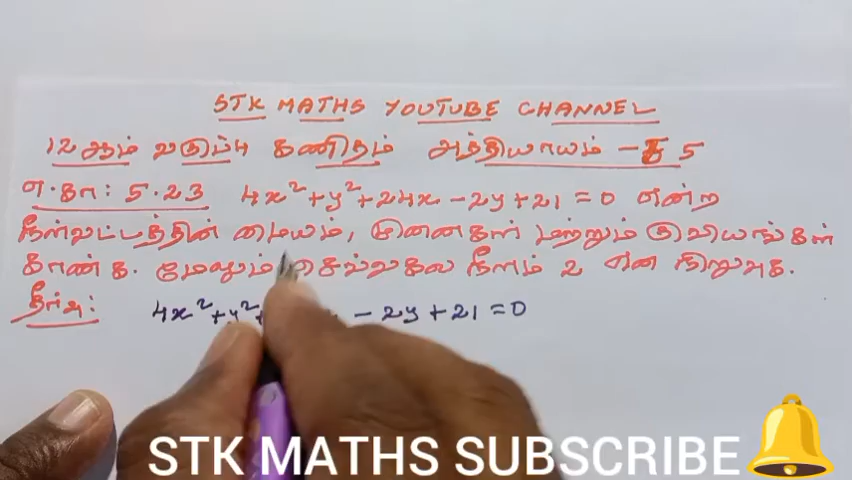 STK MATHS YOUTUBE CHANNEL
12 ஆம் வகுப்பு கணிதம் அத்தியாயம் - 5
எ.கா: 5.23 4x²+y²+24x-2y+21=0 என்ற
நீள்வட்டத்தின் மையம், முனைகள் மற்றும் குவியங்கள்
காண்க. மேலும் செவ்வகல நீளம் 2 என நிறுவுக.
தீர்வு: 4x²+y²+ - 2y+21=0
STK MATHS SUBSCRIBE